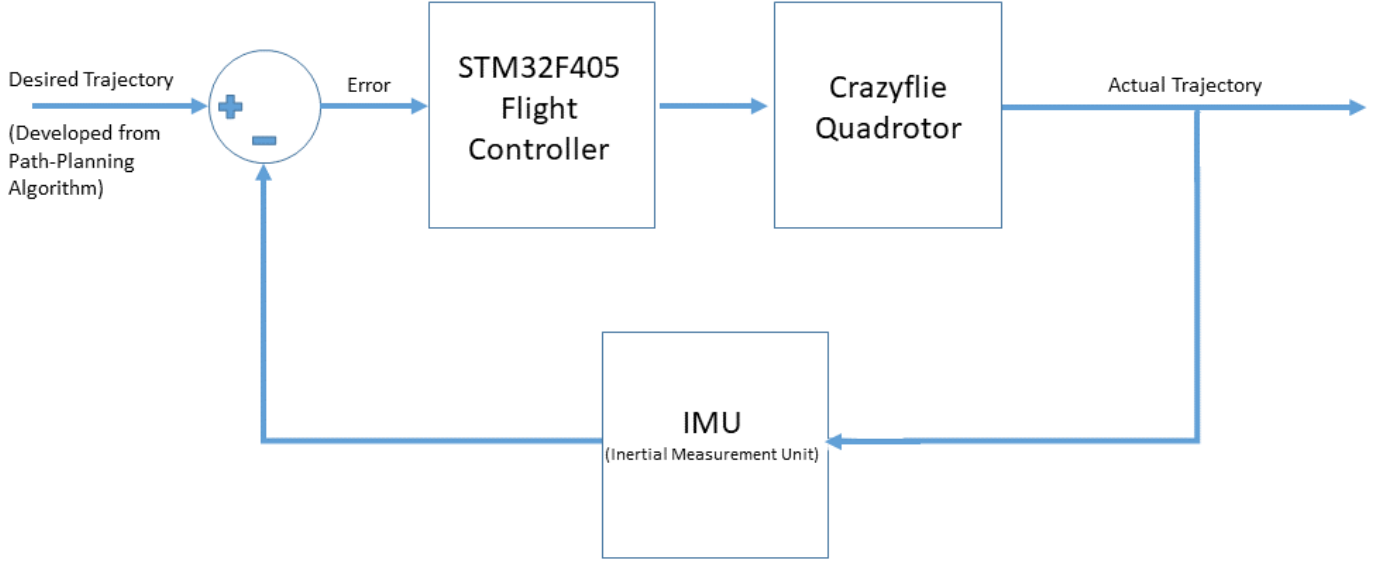 Desired Trajectory
(Developed from
Path-Planning
Algorithm)
Error
STM32F405
Flight
Controller
Crazyflie
Quadrotor
Actual Trajectory
IMU
(Inertial Measurement Unit)